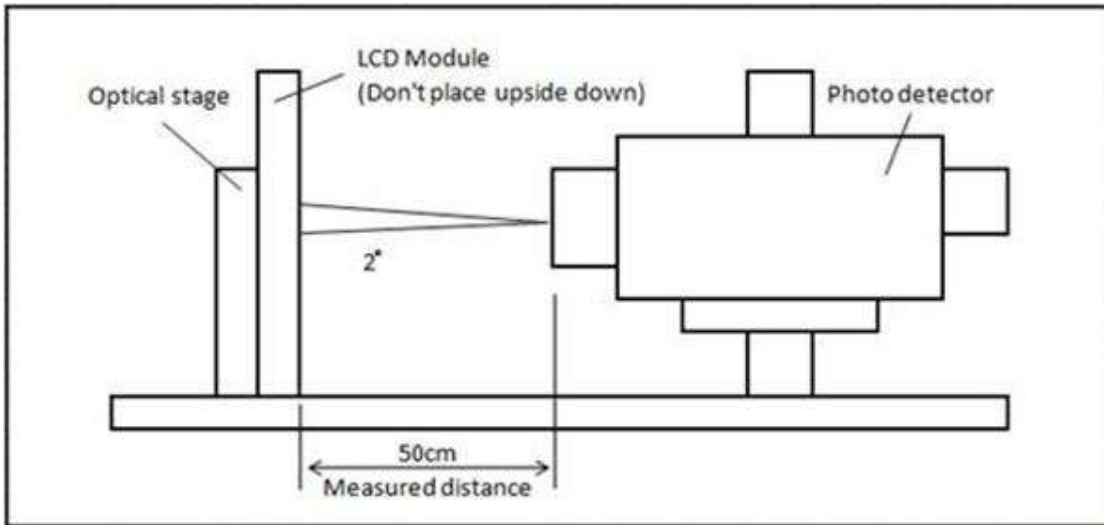 LCD Module
(Don't place upside down)
Optical stage
Photo detector
2°
50cm
Measured distance